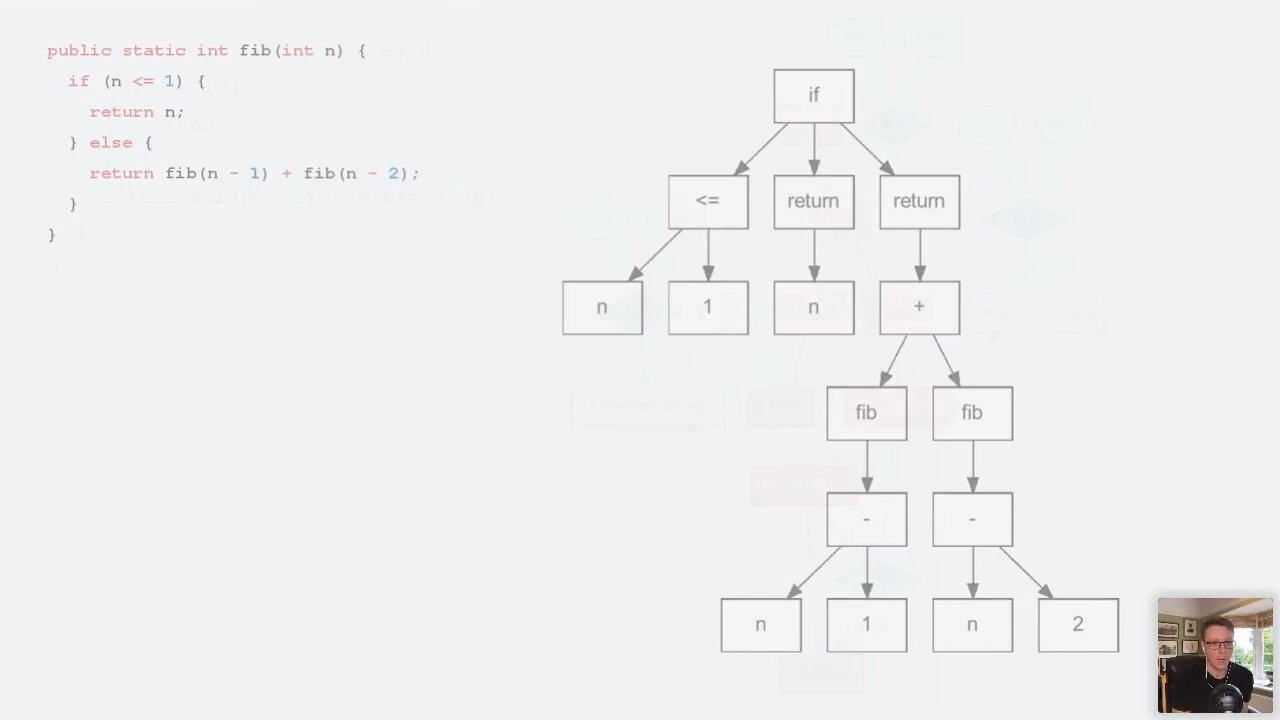 public static int fib(int n) {
if (n <= 1) {
return n;
} else {
return fib(n - 1) + fib(n - 2);
}
}
if
<= return return
n 1 n +
fib fib
- -
n 1 n 2